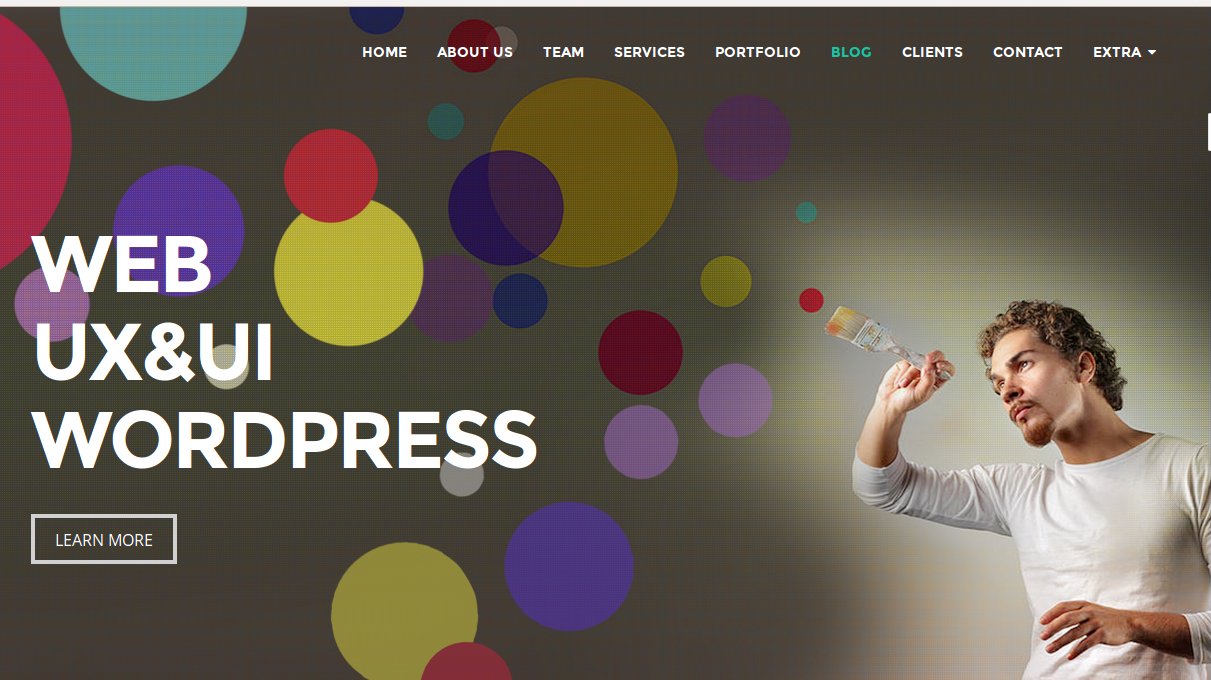 HOME ABOUT US TEAM SERVICES PORTFOLIO BLOG CLIENTS CONTACT EXTRA
WEB
UX&UI
WORDPRESS
LEARN MORE